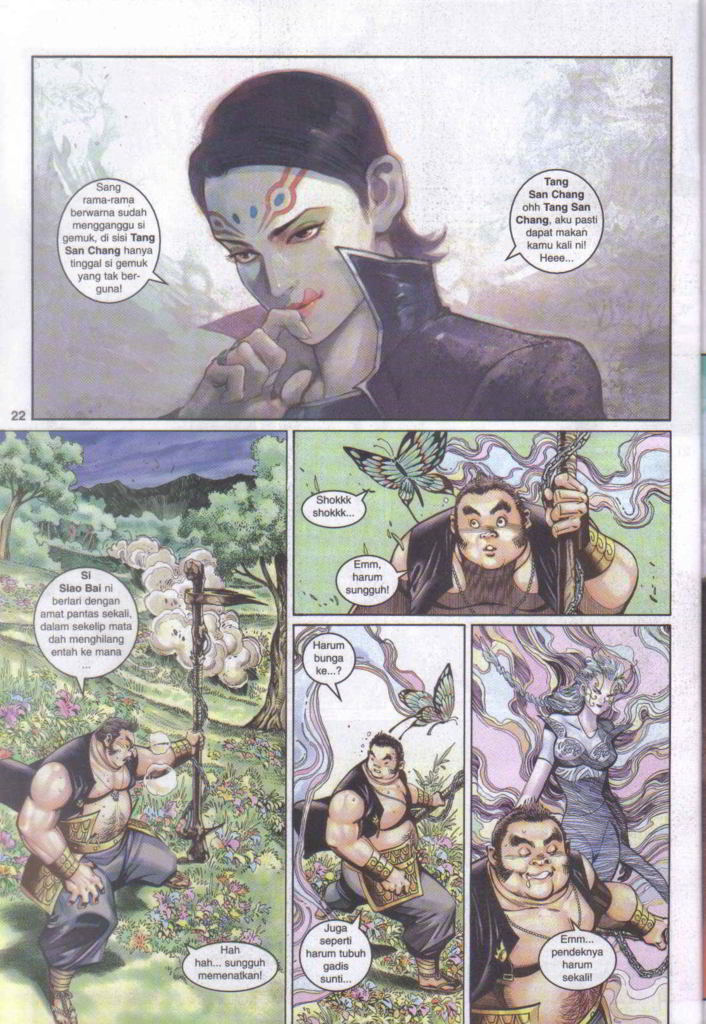 Sang
rama-rama
berwarna sudah
mengganggu si
gemuk, di sisi Tang
San Chang hanya
tinggal si gemuk
yang tak ber-
guna!
Tang
San Chang
ohh Tang San
Chang, aku pasti
dapat makan
kamu kali ni!
Heee...
22
Si
Siao Bai ni
berlari dengan
amat pantas sekali,
dalam sekelip mata
dah menghilang
entah ke mana
...
Hah
hah... sungguh
memenatkan!
Shokkk
shokkk...
Emm,
harum
sungguh!
Harum
bunga
ke...?
Juga
seperti
harum tubuh
gadis
sunti...
Emm...
pendeknya
harum
sekali!